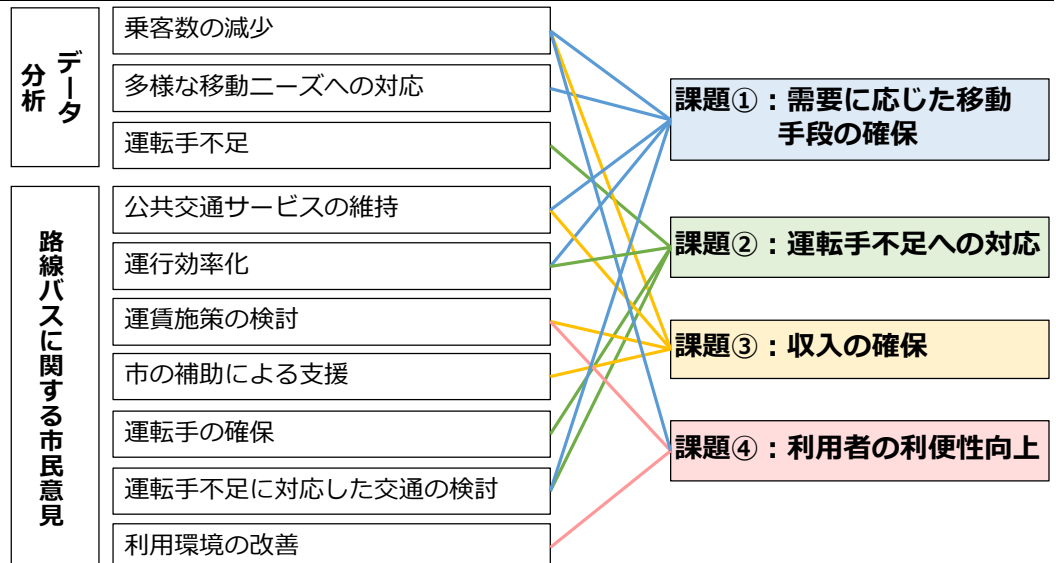 データ
分析
乗客数の減少
多様な移動ニーズへの対応
運転手不足
路線バスに関する市民意見
公共交通サービスの維持
運行効率化
運賃施策の検討
市の補助による支援
運転手の確保
運転手不足に対応した交通の検討
利用環境の改善
課題①：需要に応じた移動
手段の確保
課題②：運転手不足への対応
課題③：収入の確保
課題④：利用者の利便性向上